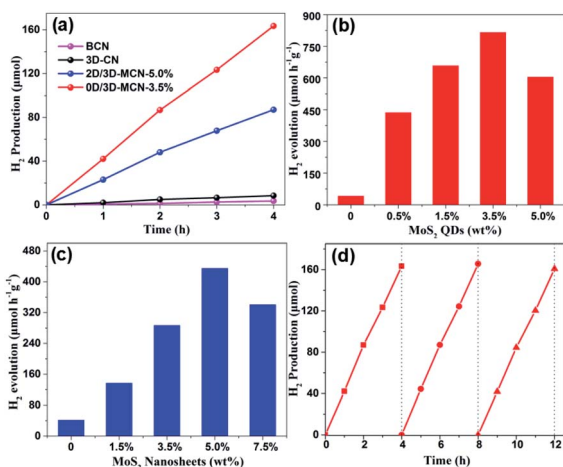 (a)
BCN
3D-CN
2D/3D-MCN-5.0%
0D/3D-MCN-3.5%
H₂ Production (μmol)
160
120
80
40
0
0 1 2 3 4
Time (h)
(b)
H₂ evolution (μmol h⁻¹g⁻¹)
900
750
600
450
300
150
0
0 0.5% 1.5% 3.5% 5.0%
MoS₂ QDs (wt%)
(c)
H₂ evolution (μmol h⁻¹g⁻¹)
480
400
320
240
160
80
0
0 1.5% 3.5% 5.0% 7.5%
MoS₂ Nanosheets (wt%)
(d)
H₂ Production (μmol)
160
120
80
40
0
0 2 4 6 8 10 12
Time (h)